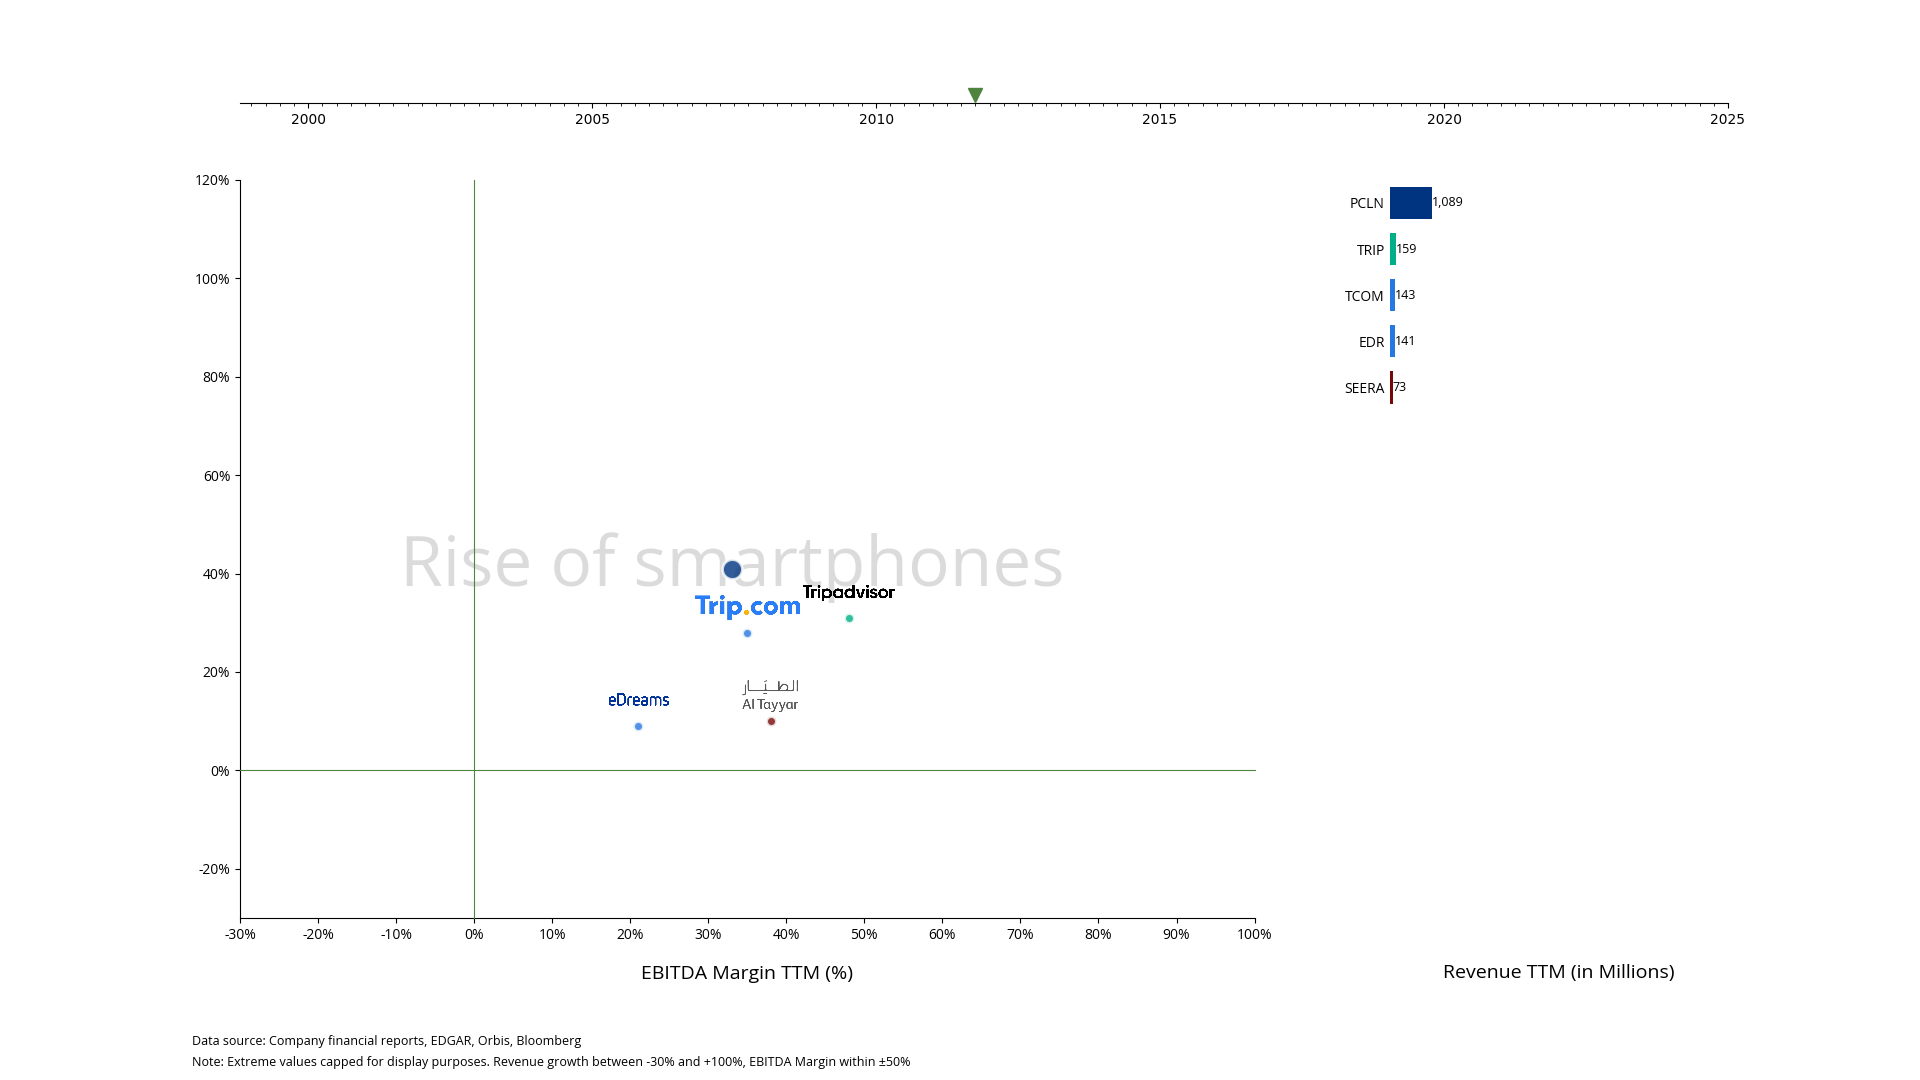 2000 2005 2010 2015 2020 2025
120%
100%
80%
60%
40%
20%
0%
-20%
-30% -20% -10% 0% 10% 20% 30% 40% 50% 60% 70% 80% 90% 100%
Rise of smartphones
Tripadvisor
Trip.com
eDreams
الطيّار
Al Tayyar
EBITDA Margin TTM (%)
PCLN 1,089
TRIP 159
TCOM 143
EDR 141
SEERA 73
Revenue TTM (in Millions)
Data source: Company financial reports, EDGAR, Orbis, Bloomberg
Note: Extreme values capped for display purposes. Revenue growth between -30% and +100%, EBITDA Margin within ±50%